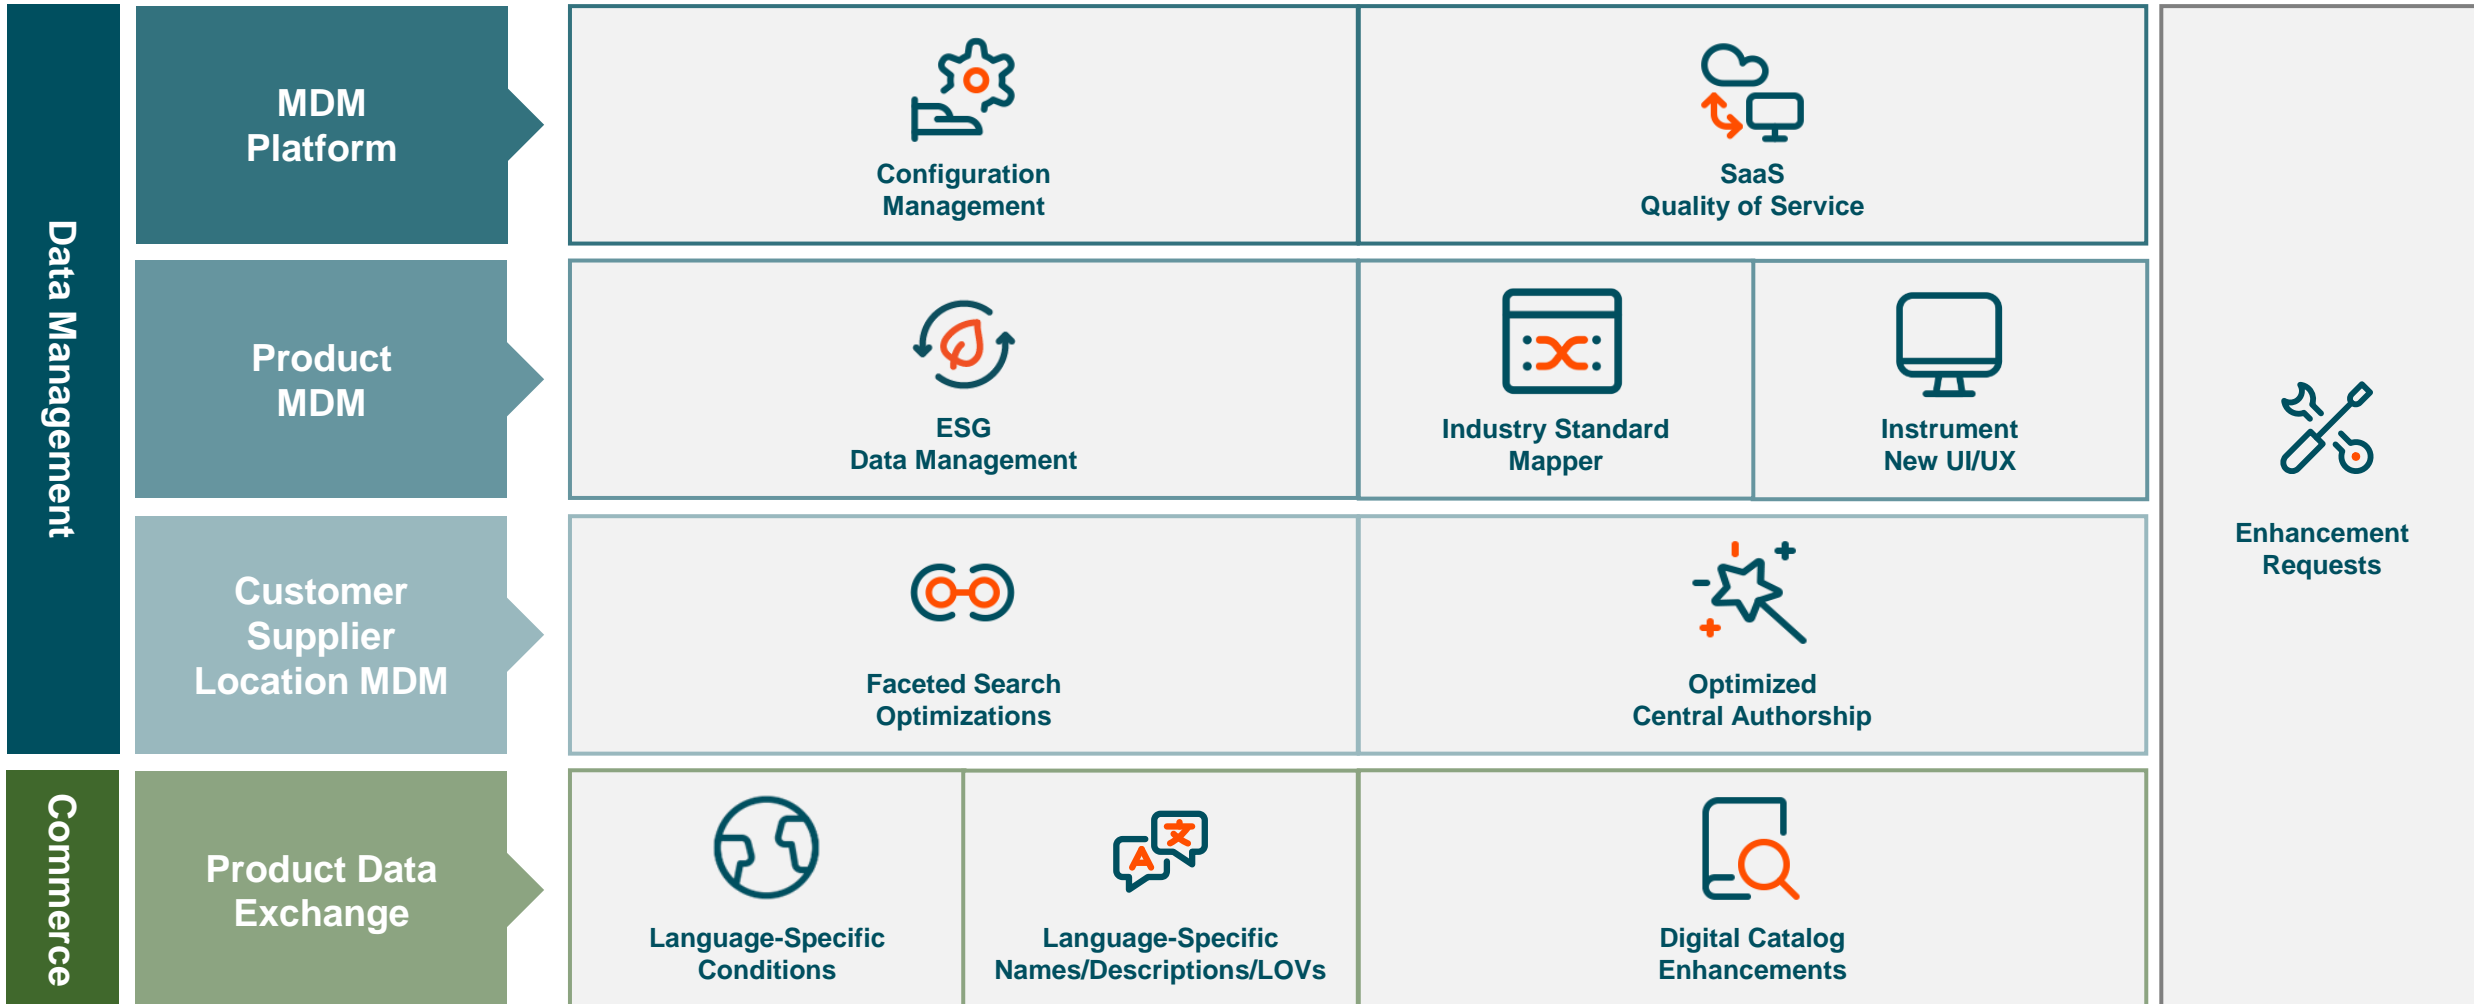 Data Management
MDM
Platform
Configuration
Management
SaaS
Quality of Service
Product
MDM
ESG
Data Management
Industry Standard
Mapper
Instrument
New UI/UX
Customer
Supplier
Location MDM
Faceted Search
Optimizations
Optimized
Central Authorship
Commerce
Product Data
Exchange
Language-Specific
Conditions
A
文
Language-Specific
Names/Descriptions/LOVs
Digital Catalog
Enhancements
Enhancement
Requests